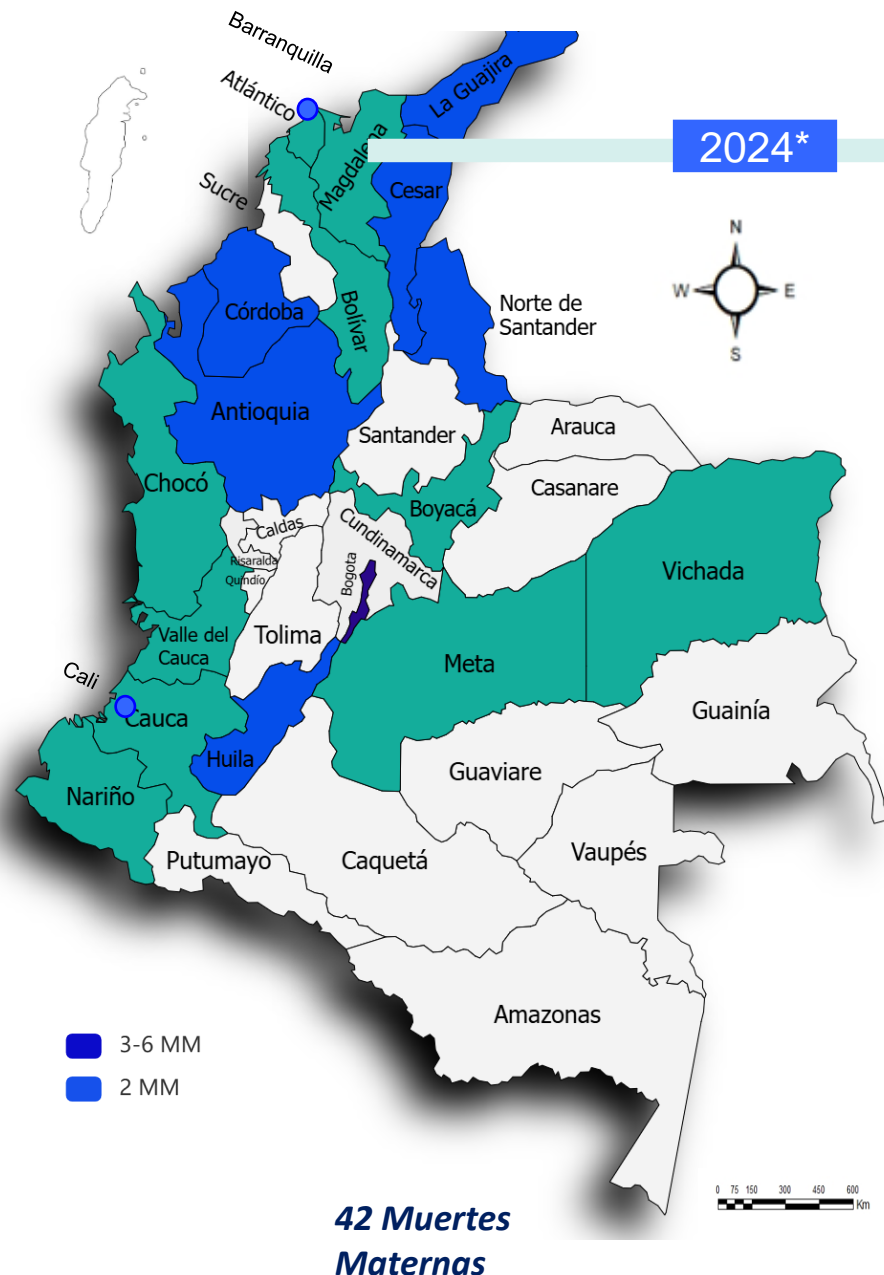 Barranquilla
La Guajira
Atlántico
2024*
Magdalena
Sucre
Cesar
N
W
E
S
Bolívar
Córdoba
Norte de
Santander
Antioquia
Santander
Arauca
Chocó
Casanare
Boyacá
Caldas
Cundinamarca
Risaralda
Quindío
Bogota
Vichada
Valle del
Cauca
Tolima
Meta
Cali
Cauca
Guainía
Huila
Guaviare
Nariño
Putumayo
Caquetá
Vaupés
Amazonas
3-6 MM
2 MM
0 75 150 300 450 600
Km
42 Muertes
Maternas